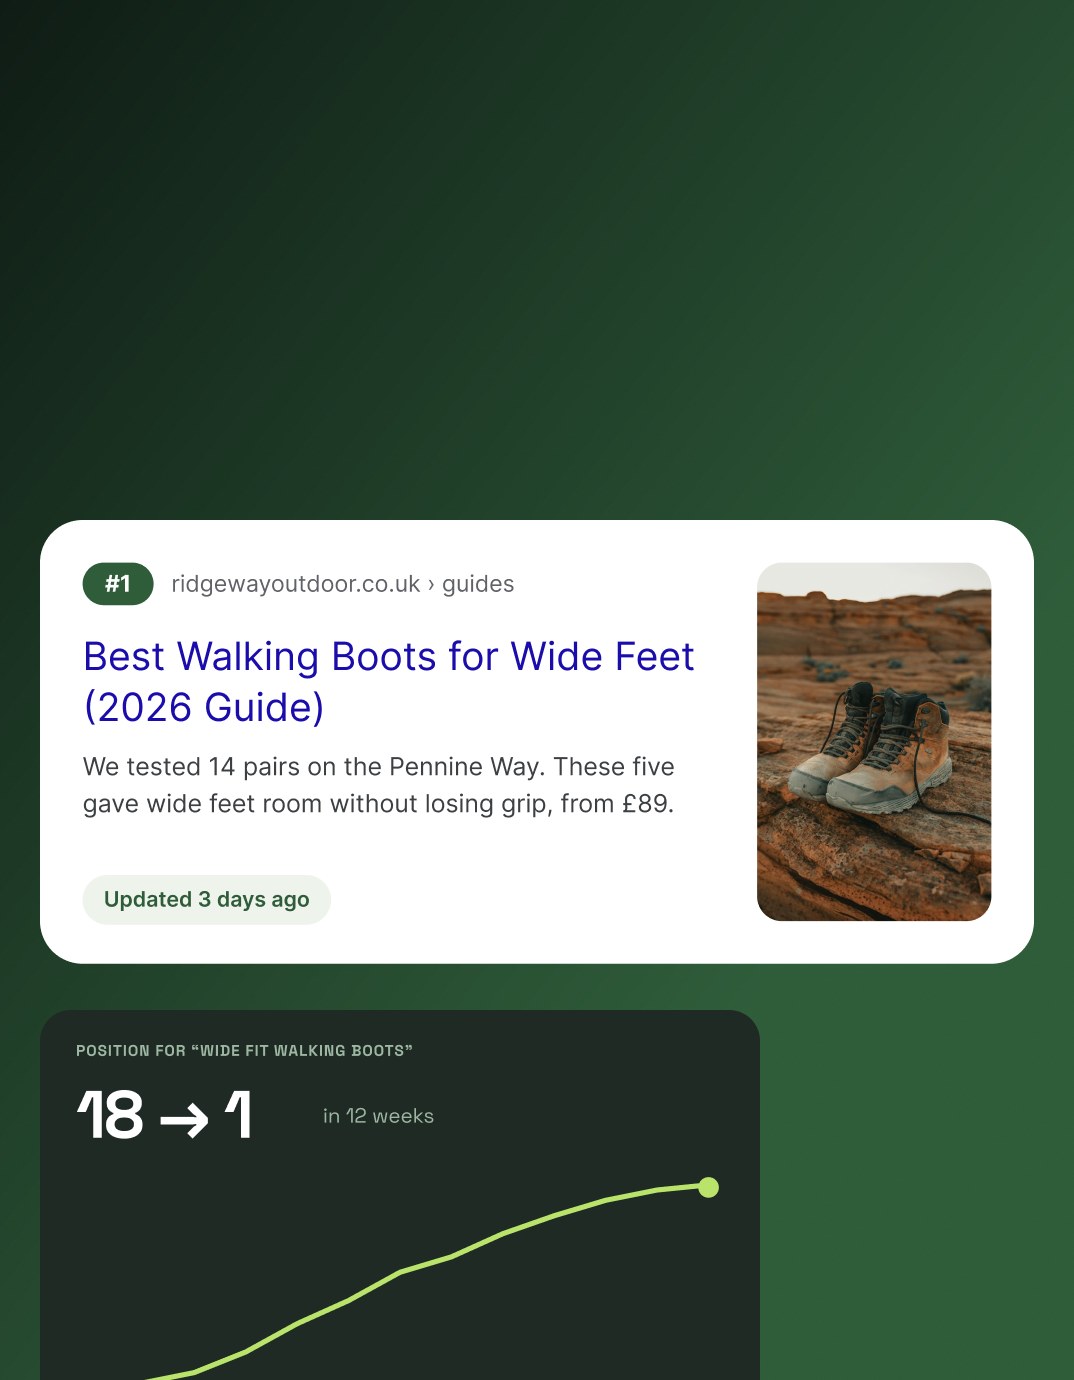 #1 ridgewayoutdoor.co.uk › guides
Best Walking Boots for Wide Feet
(2026 Guide)
We tested 14 pairs on the Pennine Way. These five
gave wide feet room without losing grip, from £89.
Updated 3 days ago
POSITION FOR “WIDE FIT WALKING BOOTS”
18 → 1 in 12 weeks